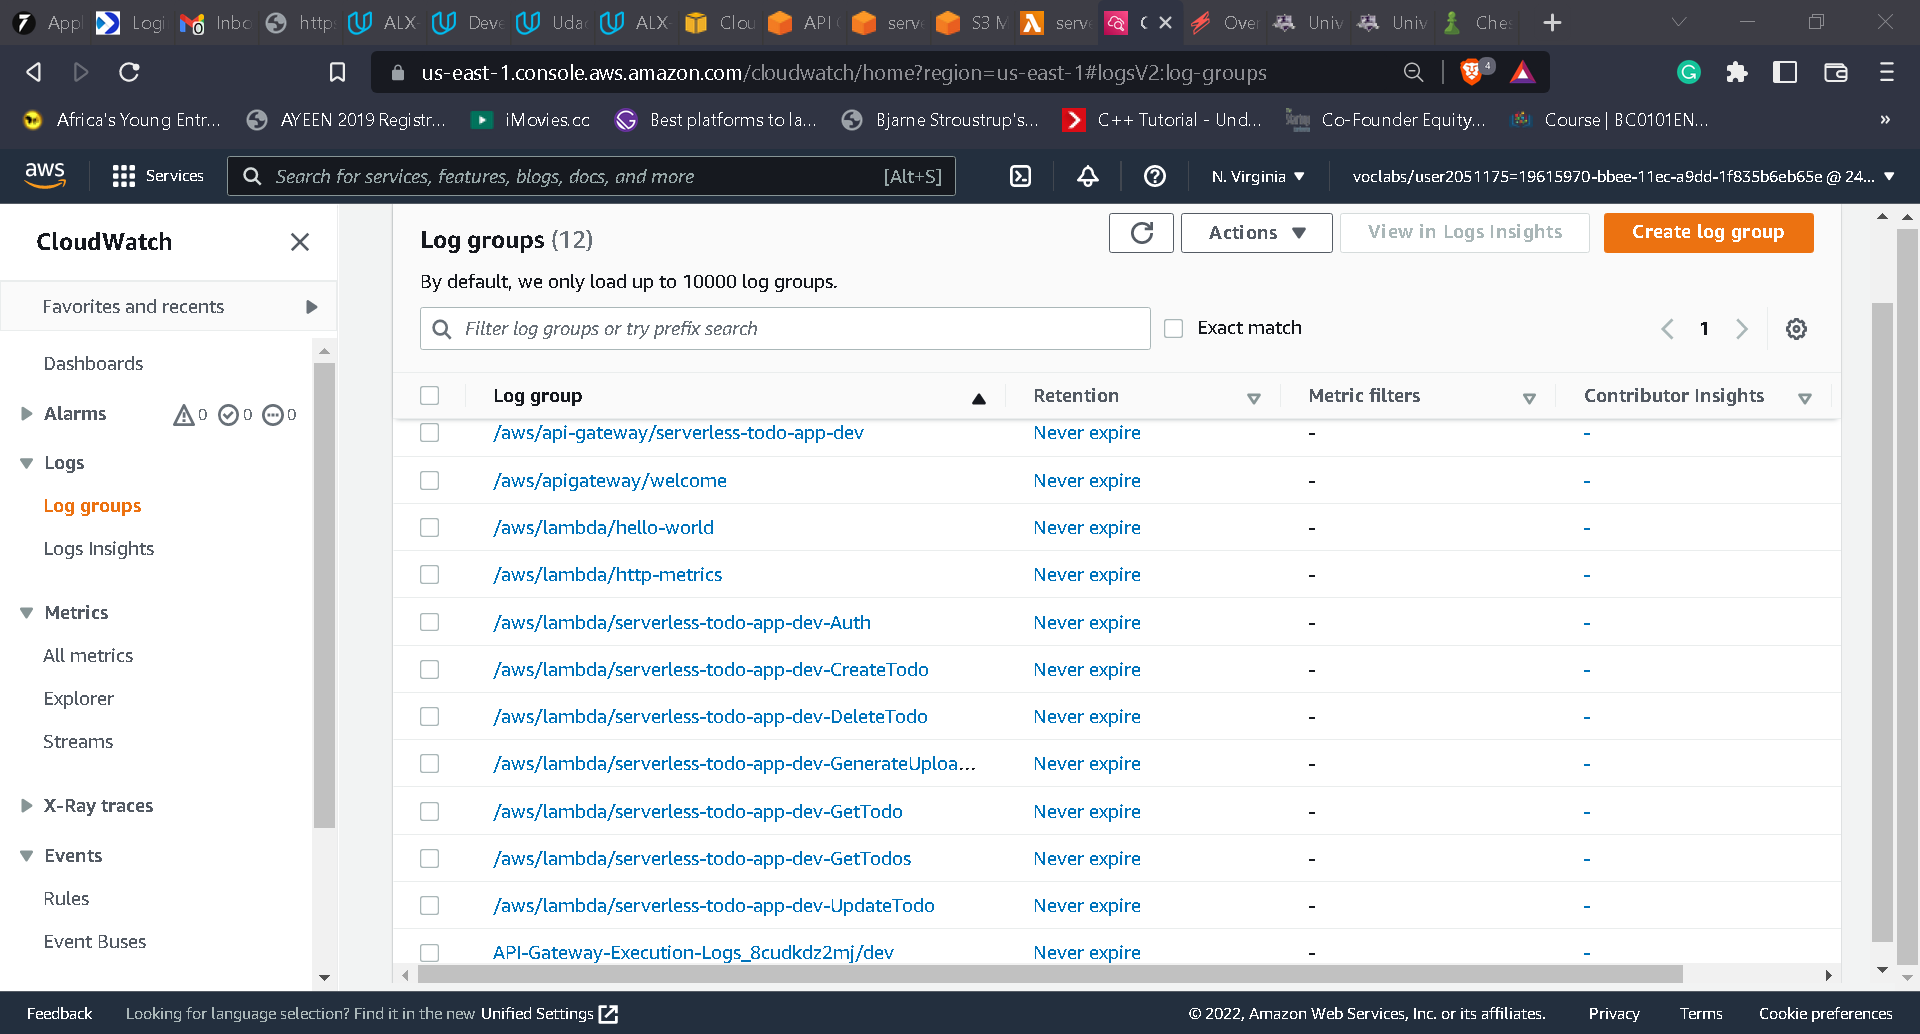 Appl
Logi
Inbo
http
ALX-
Deve
Uda
ALX
Clou
API
serv
S3 M
serve
Over
Univ
Univ
Ches
us-east-1.console.aws.amazon.com/cloudwatch/home?region=us-east-1#logsV2:log-groups
4
Africa's Young Entr...
AYEEN 2019 Registr...
iMovies.cc
Best platforms to la...
Bjarne Stroustrup's...
C++ Tutorial - Und...
Co-Founder Equity...
Course | BC0101EN...
»
aws
Services
Search for services, features, blogs, docs, and more
[Alt+S]
N. Virginia
voclabs/user2051175=19615970-bbee-11ec-a9dd-1f835b6eb65e @ 24...
CloudWatch
Favorites and recents
Dashboards
Alarms 0 0 0
Logs
Log groups
Logs Insights
Metrics
All metrics
Explorer
Streams
X-Ray traces
Events
Rules
Event Buses
Log groups (12)
Actions
View in Logs Insights
Create log group
By default, we only load up to 10000 log groups.
Filter log groups or try prefix search
Exact match
1
Log group Retention Metric filters Contributor Insights
/aws/api-gateway/serverless-todo-app-dev Never expire - -
/aws/apigateway/welcome Never expire - -
/aws/lambda/hello-world Never expire - -
/aws/lambda/http-metrics Never expire - -
/aws/lambda/serverless-todo-app-dev-Auth Never expire - -
/aws/lambda/serverless-todo-app-dev-CreateTodo Never expire - -
/aws/lambda/serverless-todo-app-dev-DeleteTodo Never expire - -
/aws/lambda/serverless-todo-app-dev-GenerateUploa... Never expire - -
/aws/lambda/serverless-todo-app-dev-GetTodo Never expire - -
/aws/lambda/serverless-todo-app-dev-GetTodos Never expire - -
/aws/lambda/serverless-todo-app-dev-UpdateTodo Never expire - -
API-Gateway-Execution-Logs_8cudkdz2mj/dev Never expire - -
Feedback
Looking for language selection? Find it in the new Unified Settings
© 2022, Amazon Web Services, Inc. or its affiliates.
Privacy
Terms
Cookie preferences